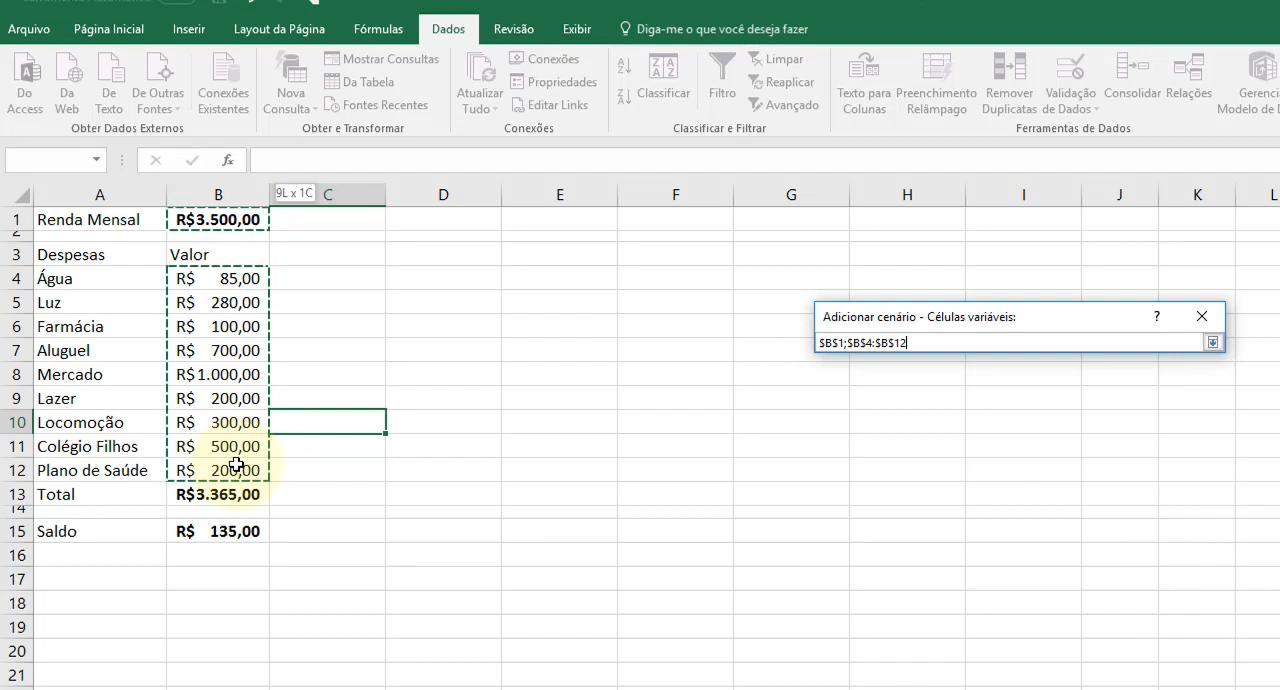 Arquivo Página Inicial Inserir Layout da Página Fórmulas Dados Revisão Exibir Diga-me o que você deseja fazer
Do Access Da Web De Texto De Outras Fontes Conexões Existentes
Obter Dados Externos
Nova Consulta Mostrar Consultas
Da Tabela
Fontes Recentes
Obter e Transformar
Atualizar Tudo Conexões
Propriedades
Editar Links
Conexões
Classificar Filtro Limpar
Reaplicar
Avançado
Classificar e Filtrar
Texto para Colunas Preenchimento Relâmpago Remover Duplicatas Validação de Dados Consolidar Relações
Modelo de
Ferramentas de Dados
fx
9L x 1C
A B C D E F G H I J K L
1 Renda Mensal R$3.500,00
2
3 Despesas Valor
4 Água R$ 85,00
5 Luz R$ 280,00
6 Farmácia R$ 100,00
7 Aluguel R$ 700,00
8 Mercado R$1.000,00
9 Lazer R$ 200,00
10 Locomoção R$ 300,00
11 Colégio Filhos R$ 500,00
12 Plano de Saúde R$ 200,00
13 Total R$3.365,00
14
15 Saldo R$ 135,00
16
17
18
19
20
21
Adicionar cenário - Células variáveis: ?
$B$1;$B$4:$B$12